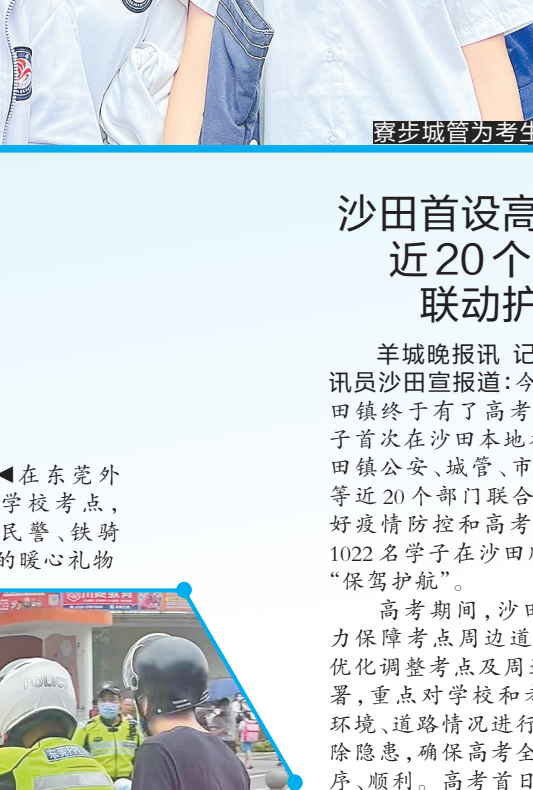 寮步城管为考生
沙田首设高
近20个
联动护
羊城晚报讯 记
讯员沙田宣报道:今
田镇终于有了高考
子首次在沙田本地
田镇公安、城管、市
等近20个部门联合
好疫情防控和高考
1022名学子在沙田
“保驾护航”。
高考期间,沙田
力保障考点周边道
优化调整考点及周
署,重点对学校和考
环境、道路情况进行
除隐患,确保高考全
序、顺利。高考首日
◀在东莞外
学校考点,
民警、铁骑
的暖心礼物
POLICE